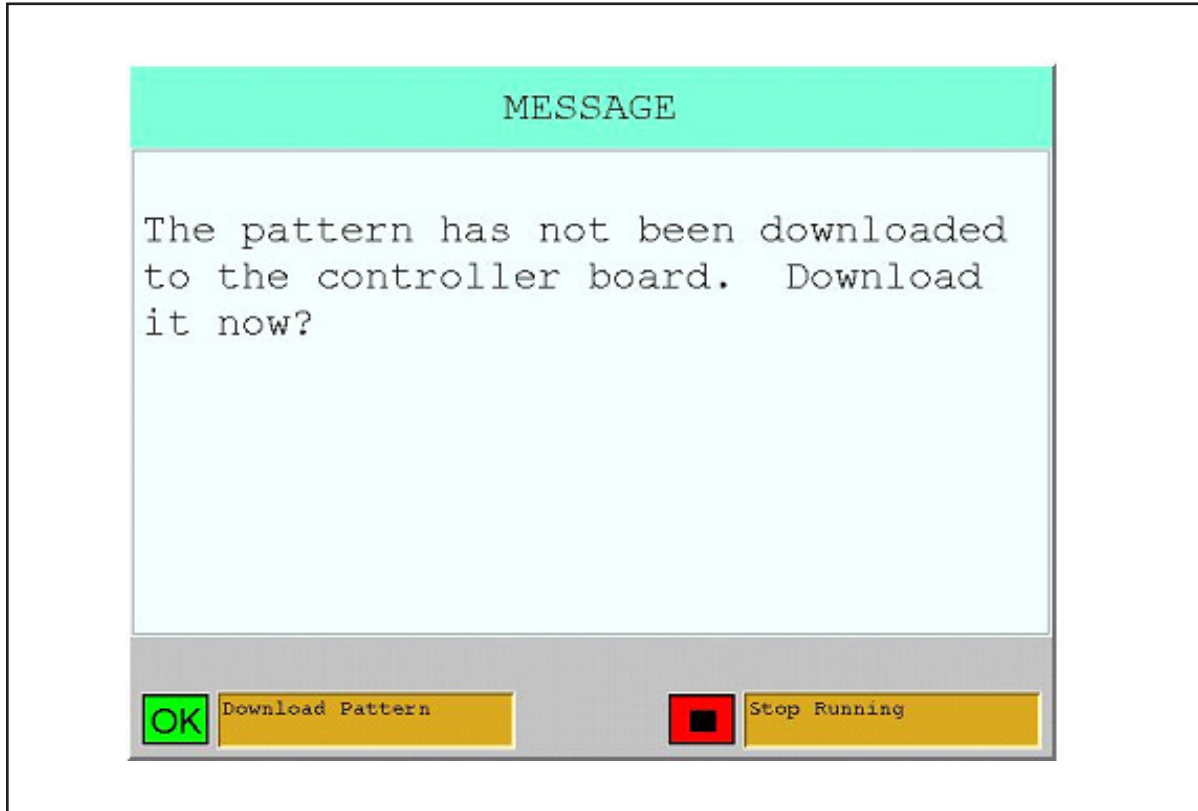 MESSAGE
The pattern has not been downloaded
to the controller board.  Download
it now?
OK Download Pattern
Stop Running